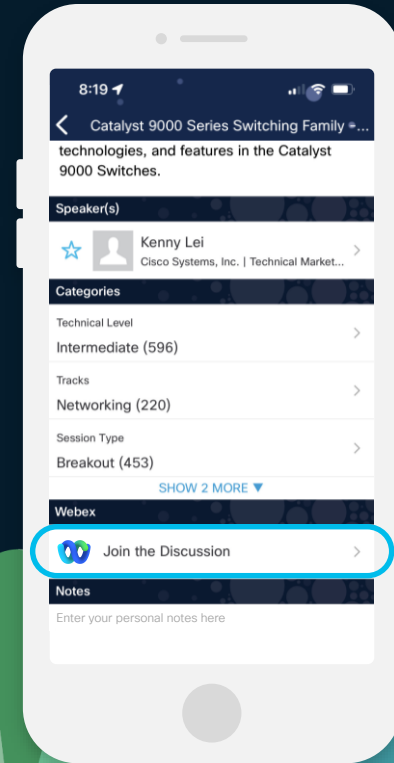 8:19
Catalyst 9000 Series Switching Family -...
technologies, and features in the Catalyst
9000 Switches.
Speaker(s)
Kenny Lei
Cisco Systems, Inc. | Technical Market...
Categories
Technical Level
Intermediate (596)
Tracks
Networking (220)
Session Type
Breakout (453)
SHOW 2 MORE ▼
Webex
Join the Discussion
Notes
Enter your personal notes here